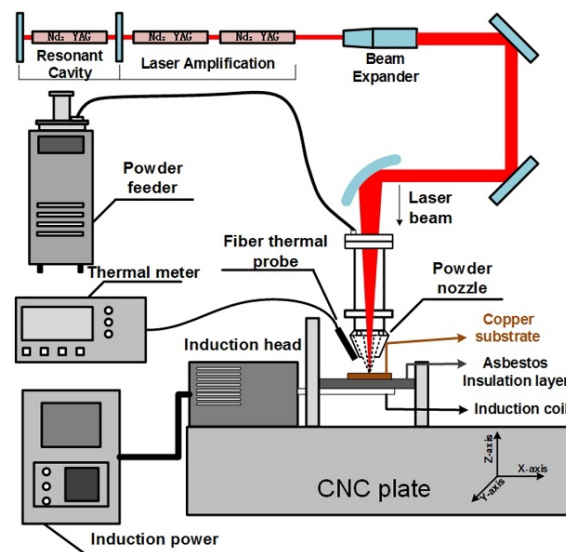 Nd: YAG
Nd: YAG
Nd: YAG
Resonant
Cavity
Laser Amplification
Beam
Expander
Powder
feeder
Laser
beam
Fiber thermal
probe
Thermal meter
Powder
nozzle
Copper
substrate
Induction head
Asbestos
Insulation layer
Induction coil
Z-axis
X-axis
Y-axis
CNC plate
Induction power